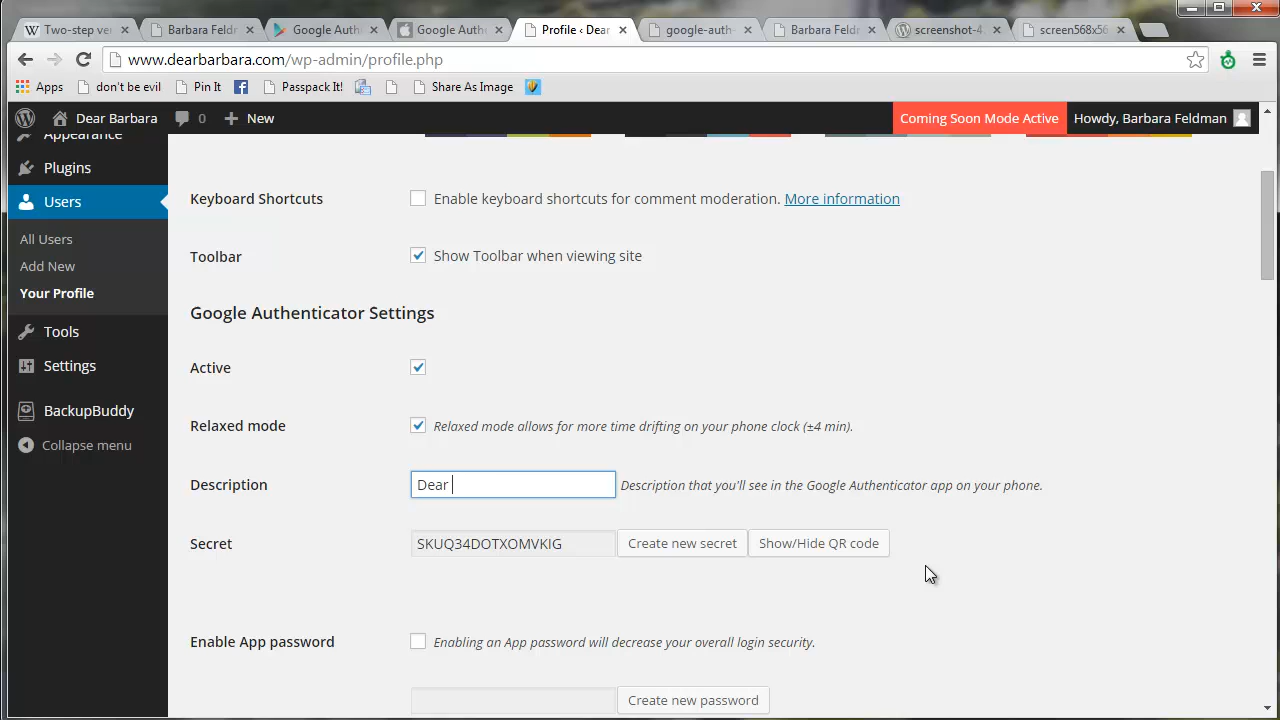 Two-step ve
Barbara Feldm
Google Auth
Google Auth
Profile ‹ Dear
google-auth-
Barbara Feldm
screenshot-4
screen568x56
www.dearbarbara.com/wp-admin/profile.php
Apps
don't be evil
Pin It
Passpack It!
Share As Image
Dear Barbara
0
New
Coming Soon Mode Active
Howdy, Barbara Feldman
Appearance
Plugins
Users
All Users
Add New
Your Profile
Tools
Settings
BackupBuddy
Collapse menu
Keyboard Shortcuts
Enable keyboard shortcuts for comment moderation. More information
Toolbar
Show Toolbar when viewing site
Google Authenticator Settings
Active
Relaxed mode
Relaxed mode allows for more time drifting on your phone clock (±4 min).
Description
Dear
Description that you'll see in the Google Authenticator app on your phone.
Secret
SKUQ34DOTXOMVKIG
Create new secret
Show/Hide QR code
Enable App password
Enabling an App password will decrease your overall login security.
Create new password